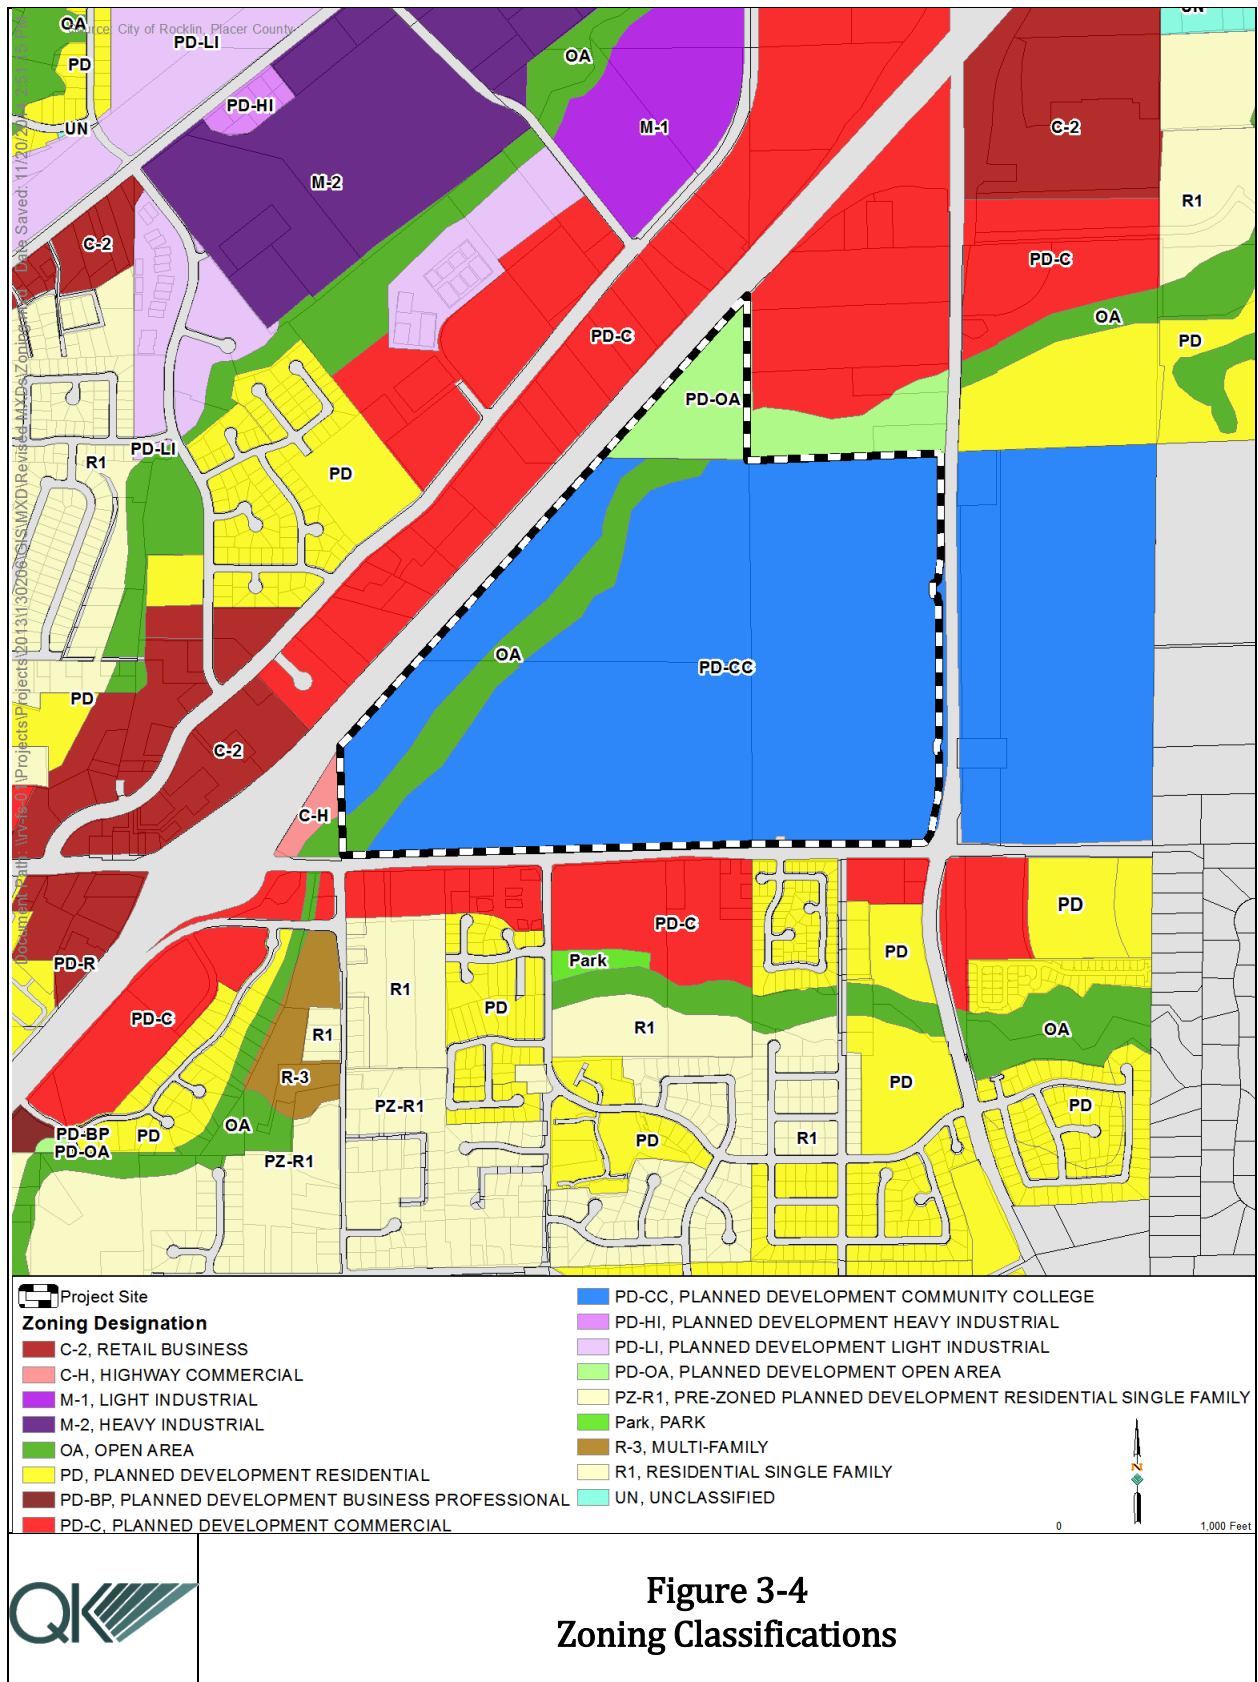 Source: City of Rocklin, Placer County
OA
PD-LI
PD
UN
PD-HI
OA
M-1
M-2
C-2
UN
C-2
R1
PD-C
OA
PD
PD-C
PD-OA
PD-LI
R1
PD
OA
PD-CC
PD
C-2
C-H
PD-R
PD-C
R1
R-3
PD-BP
PD-OA
PD
OA
PZ-R1
R1
PZ-R1
PD
PD-C
Park
R1
PD
R1
PD
PD
PD
OA
PD
Project Site
Zoning Designation
C-2, RETAIL BUSINESS
C-H, HIGHWAY COMMERCIAL
M-1, LIGHT INDUSTRIAL
M-2, HEAVY INDUSTRIAL
OA, OPEN AREA
PD, PLANNED DEVELOPMENT RESIDENTIAL
PD-BP, PLANNED DEVELOPMENT BUSINESS PROFESSIONAL
PD-C, PLANNED DEVELOPMENT COMMERCIAL
PD-CC, PLANNED DEVELOPMENT COMMUNITY COLLEGE
PD-HI, PLANNED DEVELOPMENT HEAVY INDUSTRIAL
PD-LI, PLANNED DEVELOPMENT LIGHT INDUSTRIAL
PD-OA, PLANNED DEVELOPMENT OPEN AREA
PZ-R1, PRE-ZONED PLANNED DEVELOPMENT RESIDENTIAL SINGLE FAMILY
Park, PARK
R-3, MULTI-FAMILY
R1, RESIDENTIAL SINGLE FAMILY
UN, UNCLASSIFIED
N
0 1,000 Feet
QK
Figure 3-4
Zoning Classifications